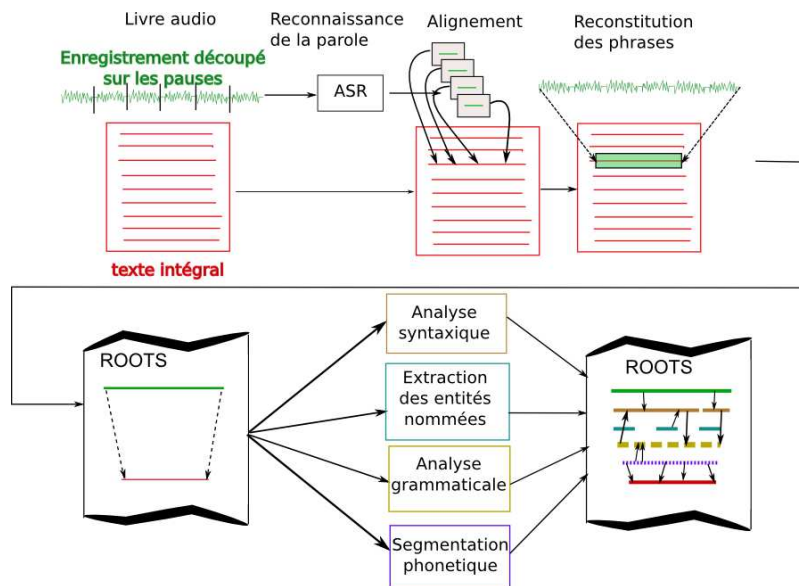 Livre audio
Reconnaissance
de la parole
Alignement
Reconstitution
des phrases
Enregistrement découpé
sur les pauses
ASR
texte intégral
ROOTS
Analyse
syntaxique
Extraction
des entités
nommées
Analyse
grammaticale
Segmentation
phonetique
ROOTS